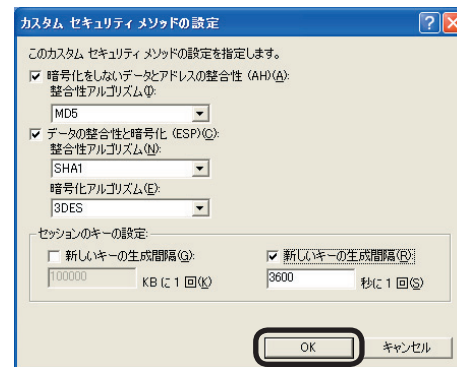 カスタム セキュリティ メソッドの設定
このカスタム セキュリティ メソッドの設定を指定します。
暗号化をしないデータとアドレスの整合性 (AH)(A):
整合性アルゴリズム(I):
MD5
データの整合性と暗号化 (ESP)(C):
整合性アルゴリズム(N):
SHA1
暗号化アルゴリズム(E):
3DES
セッションのキーの設定:
新しいキーの生成間隔(G):
100000 KB に 1 回(K)
新しいキーの生成間隔(R):
3600 秒に 1 回(S)
OK キャンセル